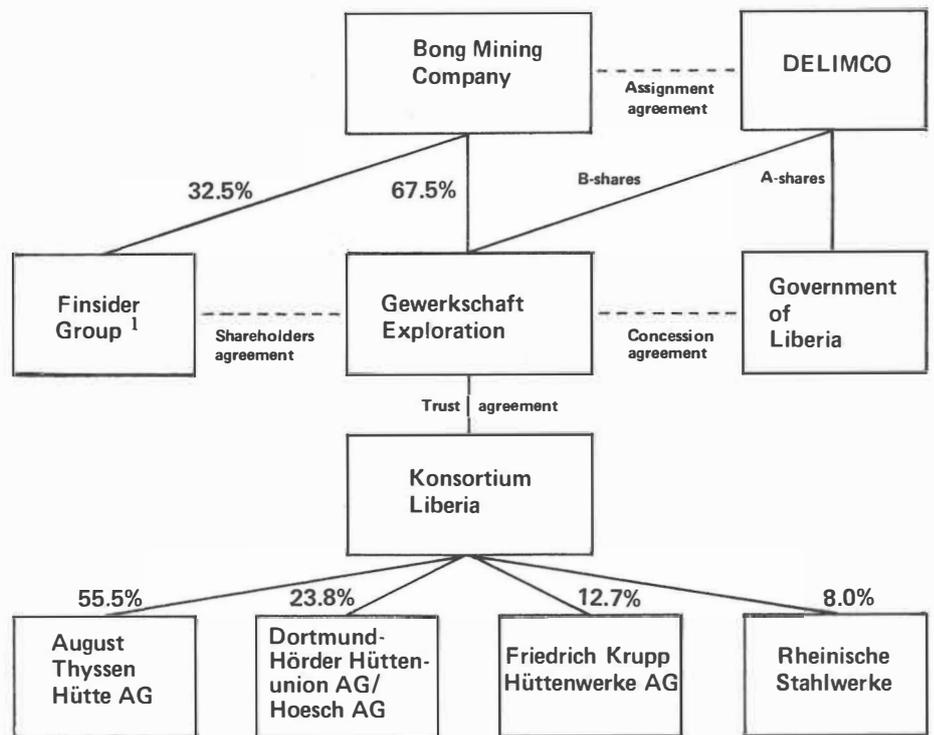 Bong Mining
Company
DELIMCO
Assignment
agreement
32.5%
67.5%
B-shares
A-shares
Finsider
Group 1
Shareholders
agreement
Gewerkschaft
Exploration
Concession
agreement
Government
of
Liberia
Trust agreement
Konsortium
Liberia
55.5%
23.8%
12.7%
8.0%
August
Thyssen
Hütte AG
Dortmund-
Hörder Hütten-
union AG/
Hoesch AG
Friedrich Krupp
Hüttenwerke AG
Rheinische
Stahlwerke